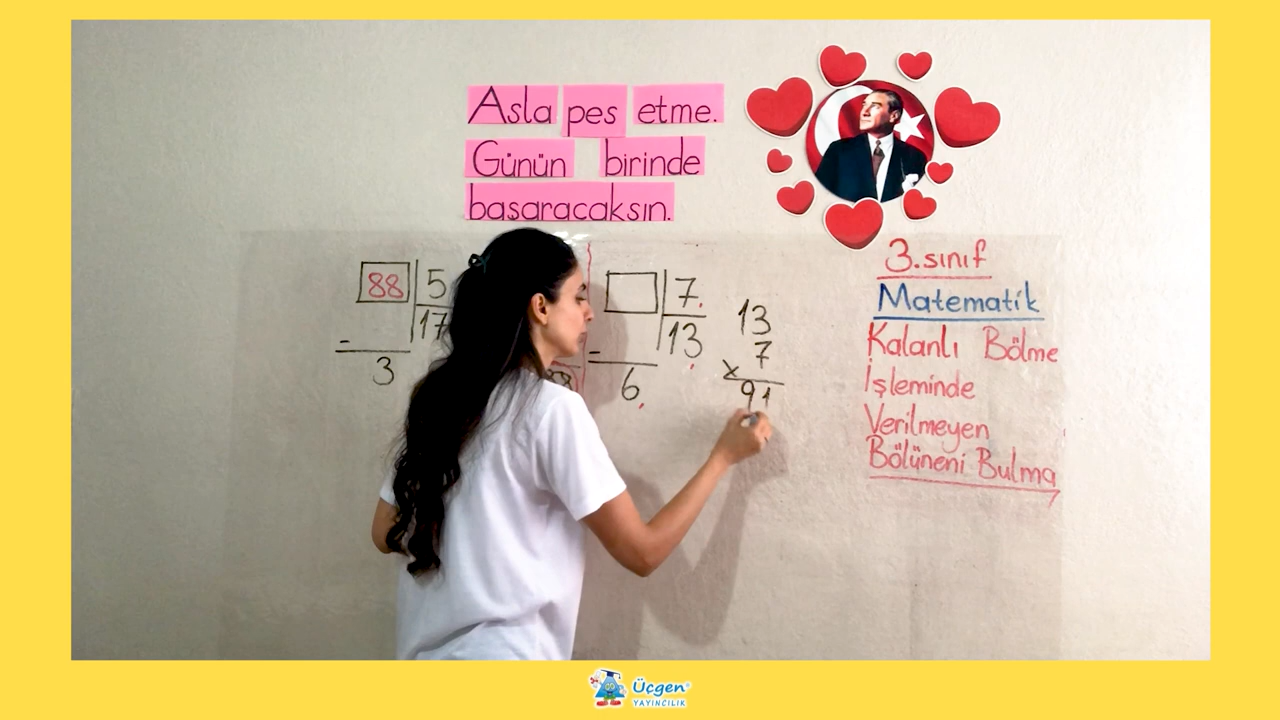 Asla pes etme.
Günün birinde
başaracaksın.
88 5
17
-
3
88
7.
13
-
6
13
7
x
91
3.sınıf
Matematik
Kalanlı Bölme
İşleminde
Verilmeyen
Bölüneni Bulma
Üçgen
YAYINCILIK